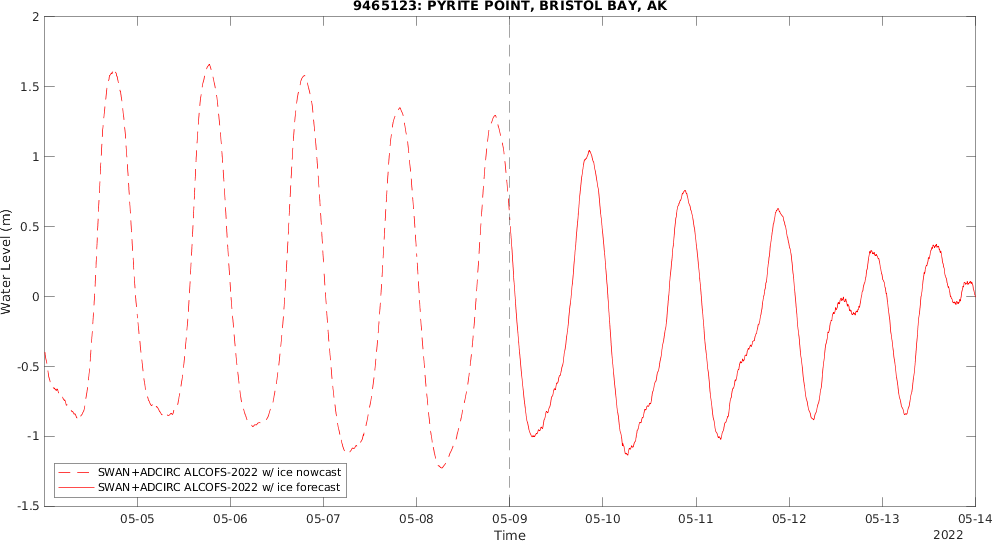 9465123: PYRITE POINT, BRISTOL BAY, AK
Water Level (m)
2
1.5
1
0.5
0
-0.5
-1
-1.5
SWAN+ADCIRC ALCOFS-2022 w/ ice nowcast
SWAN+ADCIRC ALCOFS-2022 w/ ice forecast
05-05 05-06 05-07 05-08 05-09 05-10 05-11 05-12 05-13 05-14
Time
2022